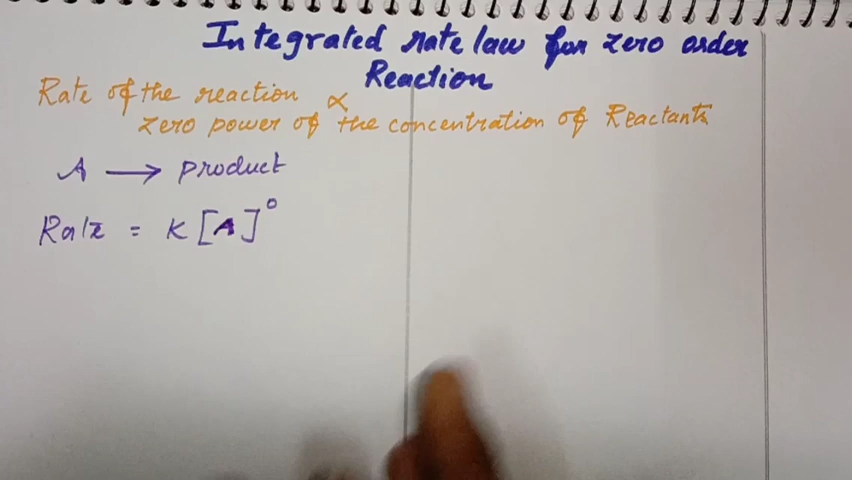 Integrated rate law for zero order
Reaction
Rate of the reaction ∝
zero power of the concentration of Reactants
A → product
Rate = K[A]⁰